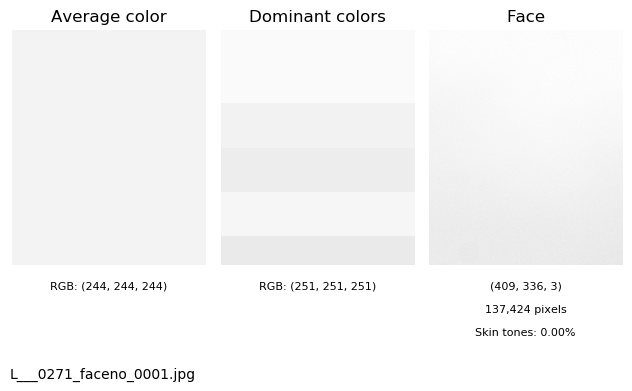 Average color
Dominant colors
Face
RGB: (244, 244, 244)
RGB: (251, 251, 251)
(409, 336, 3)
137,424 pixels
Skin tones: 0.00%
L___0271_faceno_0001.jpg